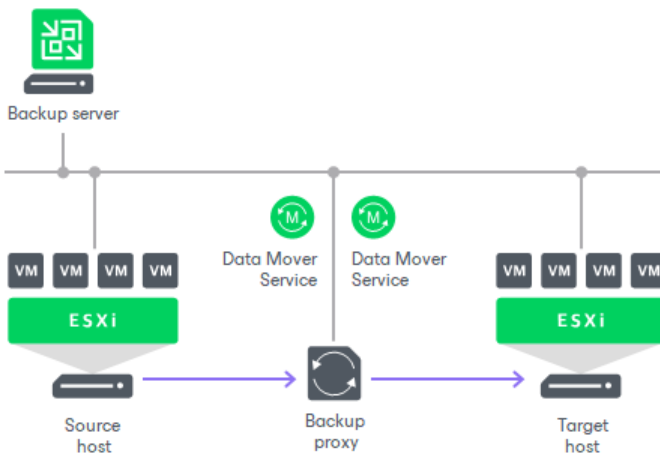 Backup server
M
M
Data Mover
Service
Data Mover
Service
VM VM VM VM
VM VM VM VM
ESXi
ESXi
Source
host
Backup
proxy
Target
host